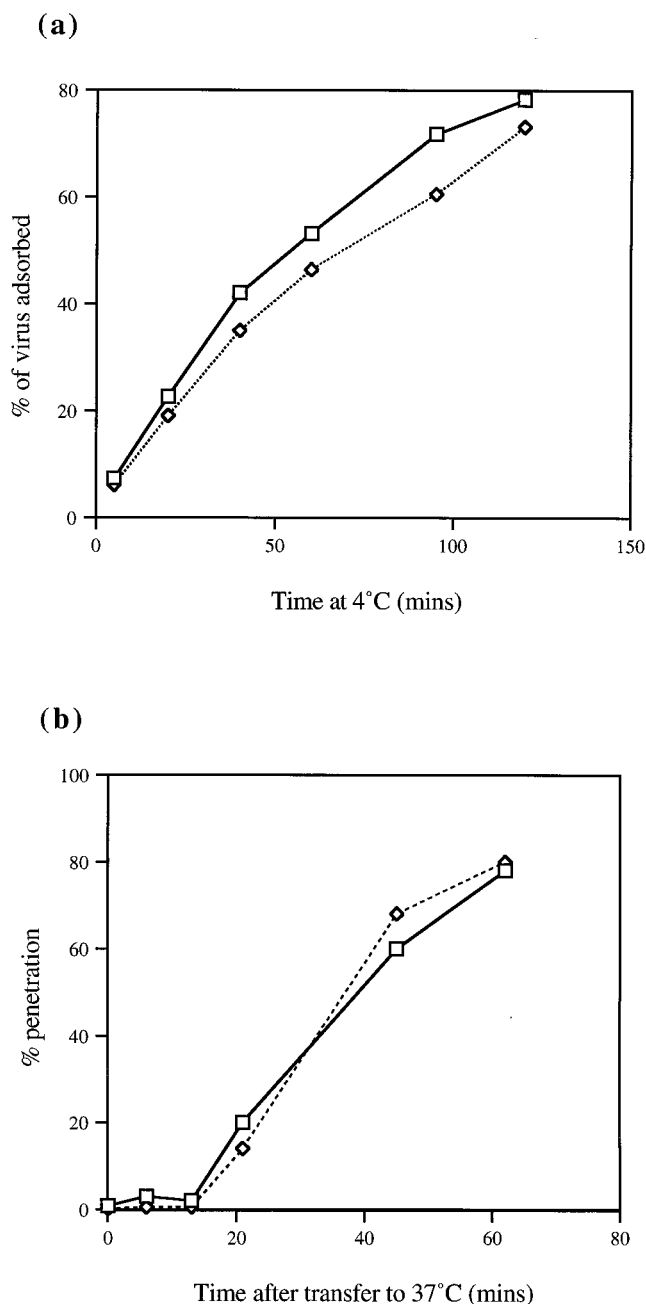 (a)
80
60
40
20
0
% of virus adsorbed
0 50 100 150
Time at 4˚C (mins)
(b)
100
80
60
40
20
0
% penetration
0 20 40 60 80
Time after transfer to 37˚C (mins)